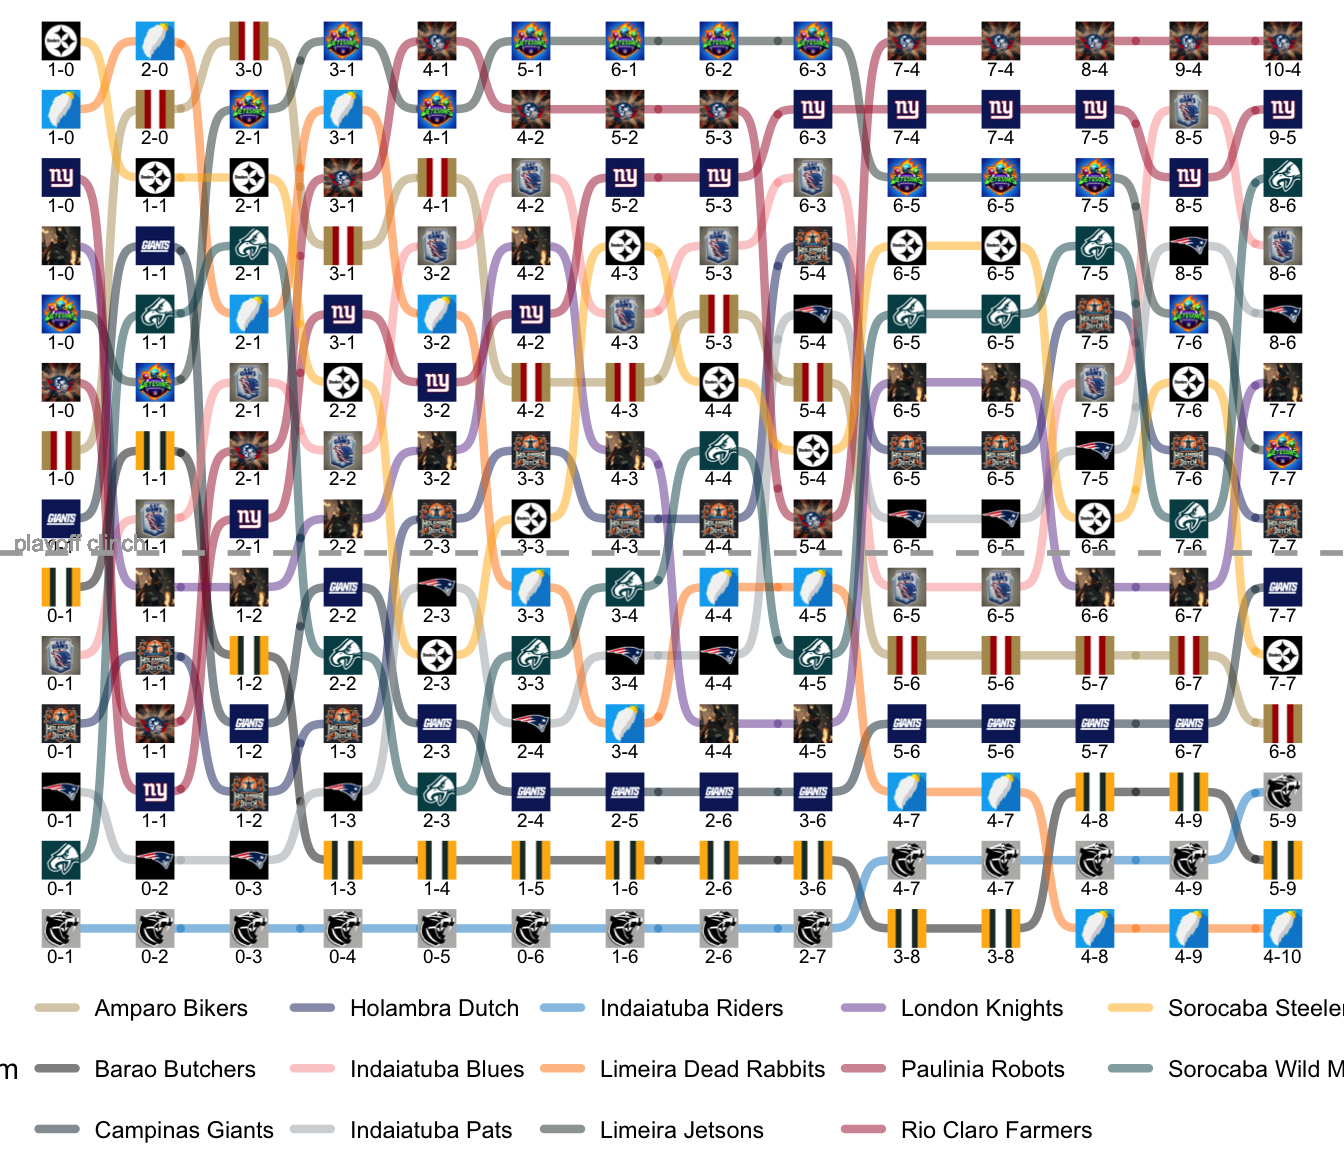 1-0 2-0 3-0 3-1 4-1 5-1 6-1 6-2 6-3 7-4 7-4 8-4 9-4 10-4
1-0 2-0 2-1 3-1 4-1 4-2 5-2 5-3 6-3 7-4 7-4 7-5 8-5 9-5
1-0 1-1 2-1 3-1 4-1 4-2 5-2 5-3 6-3 6-5 6-5 7-5 8-5 8-6
1-0 1-1 2-1 3-1 3-2 4-2 4-3 5-3 5-4 6-5 6-5 7-5 8-5 8-6
1-0 1-1 2-1 3-1 3-2 4-2 4-3 5-3 5-4 6-5 6-5 7-5 7-6 8-6
1-0 1-1 2-1 2-2 3-2 4-2 4-3 4-4 5-4 6-5 6-5 7-5 7-6 7-7
1-0 1-1 2-1 2-2 3-2 3-3 4-3 4-4 5-4 6-5 6-5 7-5 7-6 7-7
playoff clinch
1-1 2-1 2-2 2-3 3-3 4-3 4-4 5-4 6-5 6-5 6-6 7-6 7-7
0-1 1-1 1-2 2-2 2-3 3-3 3-4 4-4 4-5 6-5 6-5 6-6 6-7 7-7
0-1 1-1 1-2 2-2 2-3 3-3 3-4 4-4 4-5 5-6 5-6 5-7 6-7 7-7
0-1 1-1 1-2 1-3 2-3 2-4 3-4 4-4 4-5 5-6 5-6 5-7 6-7 6-8
0-1 1-1 1-2 1-3 2-3 2-4 2-5 2-6 3-6 4-7 4-7 4-8 4-9 5-9
0-1 0-2 0-3 1-3 1-4 1-5 1-6 2-6 3-6 4-7 4-7 4-8 4-9 5-9
0-1 0-2 0-3 0-4 0-5 0-6 1-6 2-6 2-7 3-8 3-8 4-8 4-9 4-10
Amparo Bikers Holambra Dutch Indaiatuba Riders London Knights Sorocaba Steeler
m Barao Butchers Indaiatuba Blues Limeira Dead Rabbits Paulinia Robots Sorocaba Wild M
Campinas Giants Indaiatuba Pats Limeira Jetsons Rio Claro Farmers